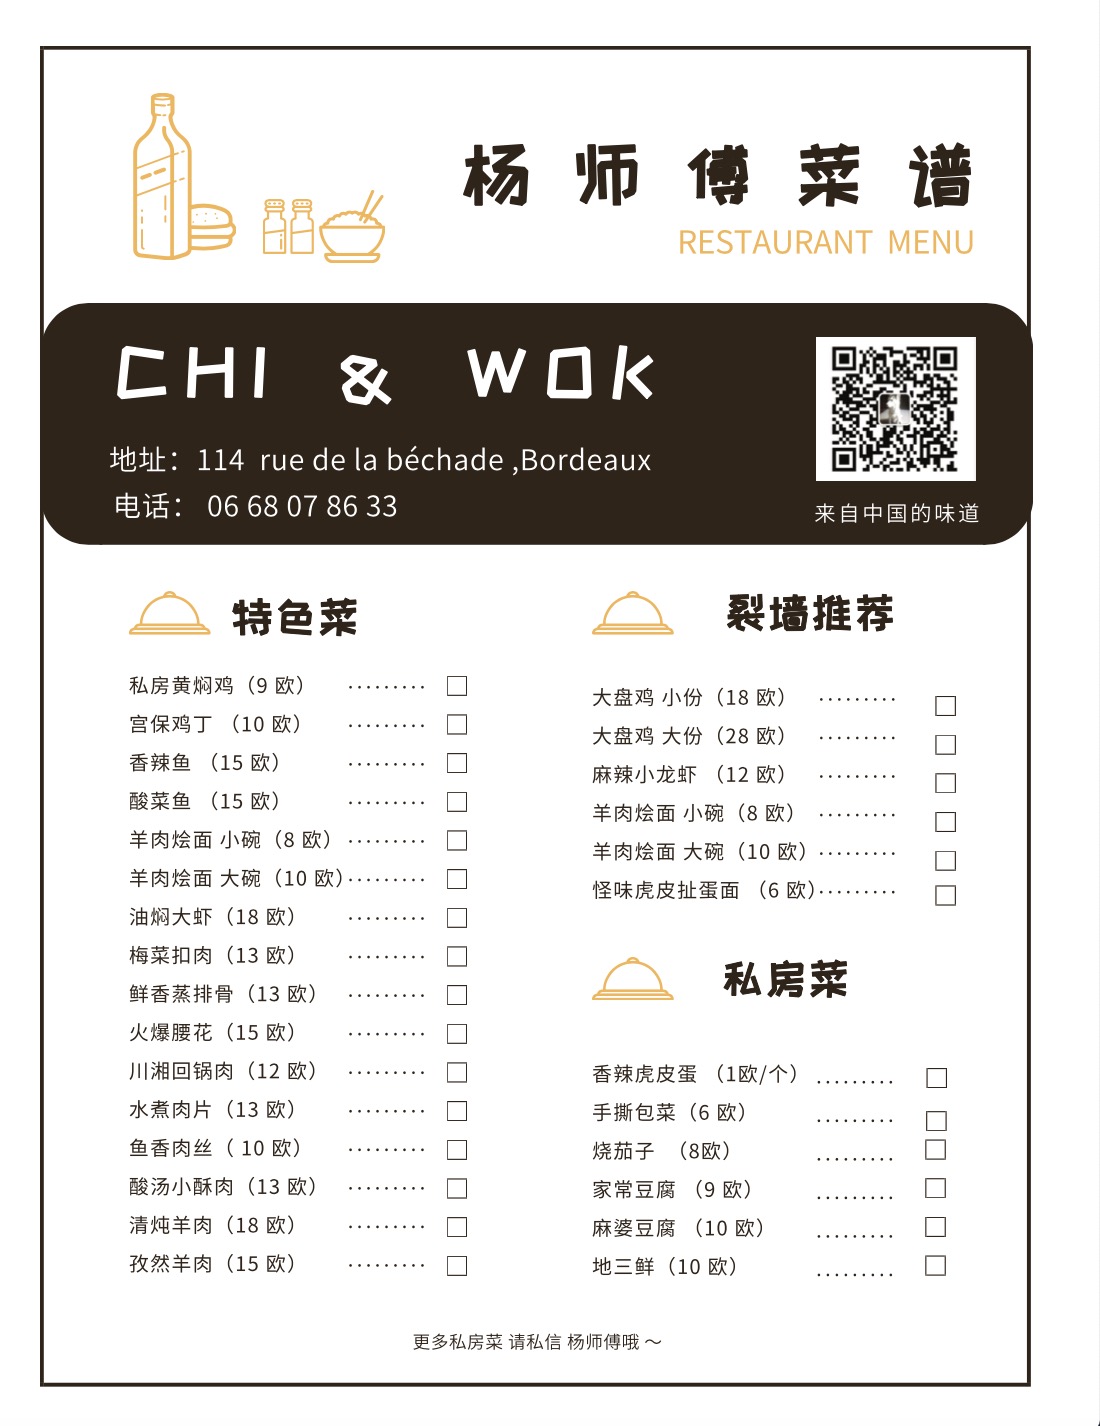 杨师傅菜谱
RESTAURANT MENU
CHI & WOK
地址：114 rue de la béchade ,Bordeaux
电话： 06 68 07 86 33
来自中国的味道
特色菜
私房黄焖鸡（9 欧） .........
宫保鸡丁 （10 欧） .........
香辣鱼 （15 欧） .........
酸菜鱼 （15 欧） .........
羊肉烩面 小碗（8 欧） .........
羊肉烩面 大碗（10 欧） .........
油焖大虾（18 欧） .........
梅菜扣肉（13 欧） .........
鲜香蒸排骨（13 欧） .........
火爆腰花（15 欧） .........
川湘回锅肉（12 欧） .........
水煮肉片（13 欧） .........
鱼香肉丝（ 10 欧） .........
酸汤小酥肉（13 欧） .........
清炖羊肉（18 欧） .........
孜然羊肉（15 欧） .........
裂墙推荐
大盘鸡 小份（18 欧） .........
大盘鸡 大份（28 欧） .........
麻辣小龙虾 （12 欧） .........
羊肉烩面 小碗（8 欧） .........
羊肉烩面 大碗（10 欧） .........
怪味虎皮扯蛋面 （6 欧） .........
私房菜
香辣虎皮蛋 （1欧/个） .........
手撕包菜（6 欧） .........
烧茄子 （8欧） .........
家常豆腐 （9 欧） .........
麻婆豆腐 （10 欧） .........
地三鲜（10 欧） .........
更多私房菜 请私信 杨师傅哦 ～